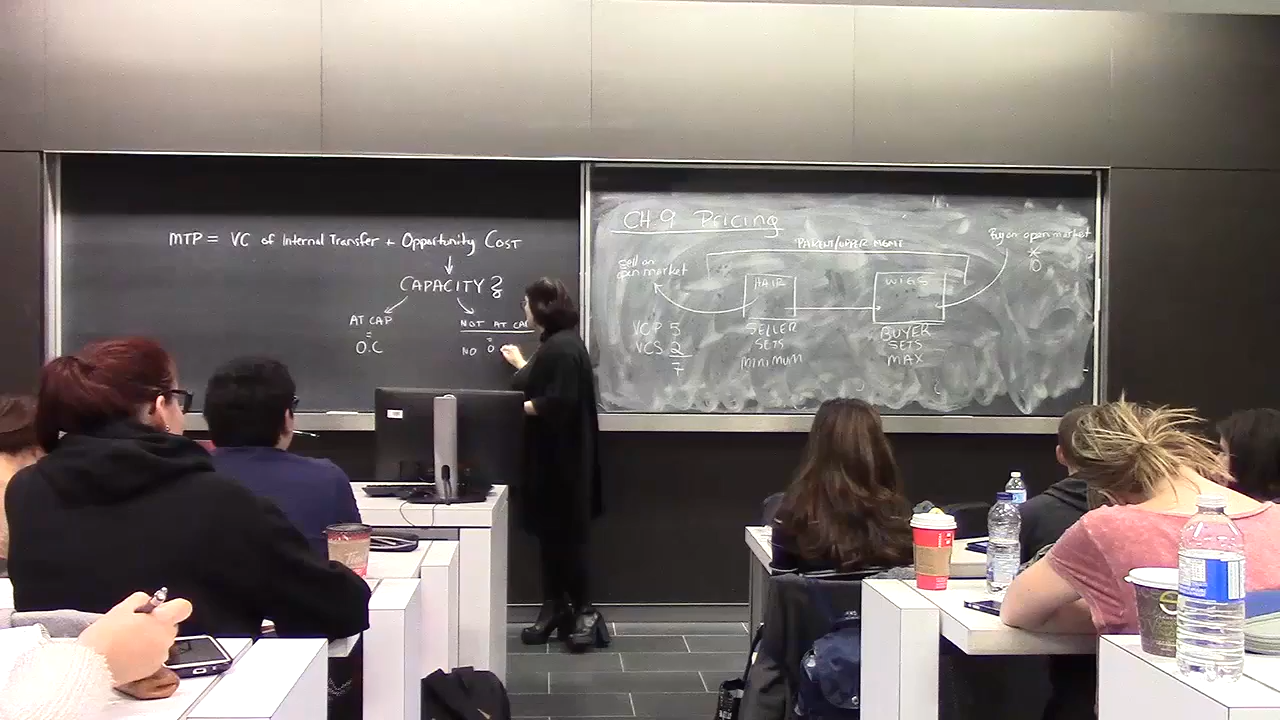 MTP = VC of Internal Transfer + Opportunity Cost
CAPACITY?
AT CAP
=
O.C
NOT AT CAP
=
NO O
CH 9 Pricing
PARENT/UPPER MGMT
Sell on
open market
Buy on open market
HAIR
WIGS
VCP 5
VCS 2
7
SELLER
SETS
MINIMUM
BUYER
SETS
MAX